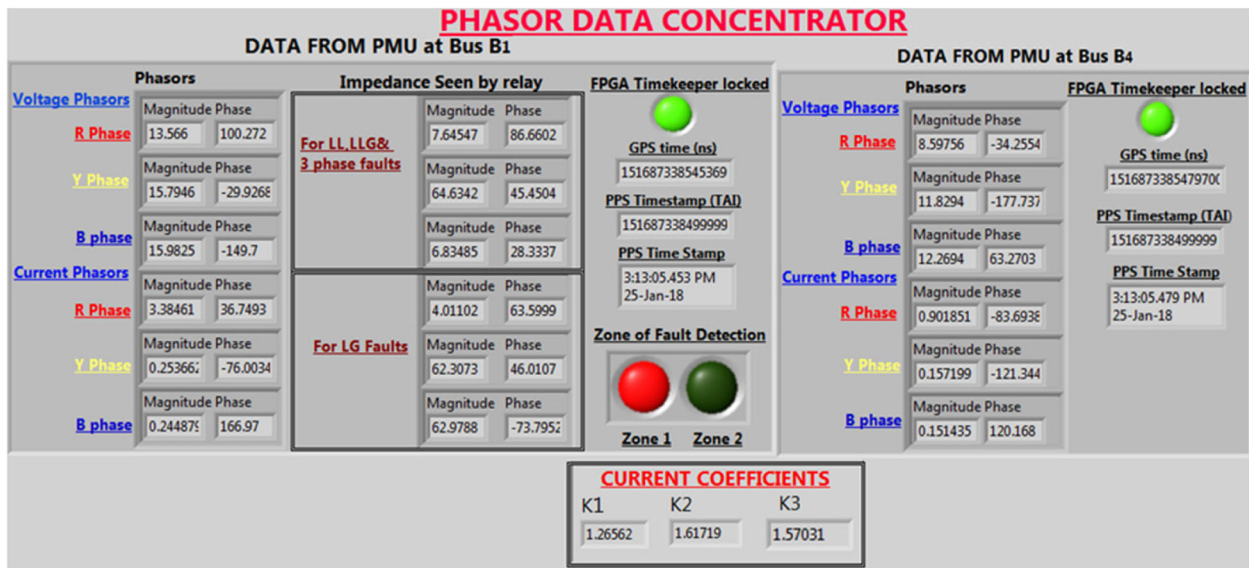 PHASOR DATA CONCENTRATOR
DATA FROM PMU at Bus B1
Phasors
Voltage Phasors
R Phase
Magnitude Phase
13.566 100.272
Y Phase
Magnitude Phase
15.7946 -29.9268
B phase
Magnitude Phase
15.9825 -149.7
Current Phasors
R Phase
Magnitude Phase
3.38461 36.7493
Y Phase
Magnitude Phase
0.253662 -76.0034
B phase
Magnitude Phase
0.244879 166.97
Impedance Seen by relay
For LL,LLG&
3 phase faults
Magnitude Phase
7.64547 86.6602
Magnitude Phase
64.6342 45.4504
Magnitude Phase
6.83485 28.3337
For LG Faults
Magnitude Phase
4.01102 63.5999
Magnitude Phase
62.3073 46.0107
Magnitude Phase
62.9788 -73.7952
FPGA Timekeeper locked
GPS time (ns)
151687338545369
PPS Timestamp (TAI)
151687338499999
PPS Time Stamp
3:13:05.453 PM
25-Jan-18
Zone of Fault Detection
Zone 1 Zone 2
DATA FROM PMU at Bus B4
Phasors
Voltage Phasors
R Phase
Magnitude Phase
8.59756 -34.2554
Y Phase
Magnitude Phase
11.8294 -177.737
B phase
Magnitude Phase
12.2694 63.2703
Current Phasors
R Phase
Magnitude Phase
0.901851 -83.6938
Y Phase
Magnitude Phase
0.157199 -121.344
B phase
Magnitude Phase
0.151435 120.168
FPGA Timekeeper locked
GPS time (ns)
1516873385479700
PPS Timestamp (TAI)
151687338499999
PPS Time Stamp
3:13:05.479 PM
25-Jan-18
CURRENT COEFFICIENTS
K1 K2 K3
1.26562 1.61719 1.57031